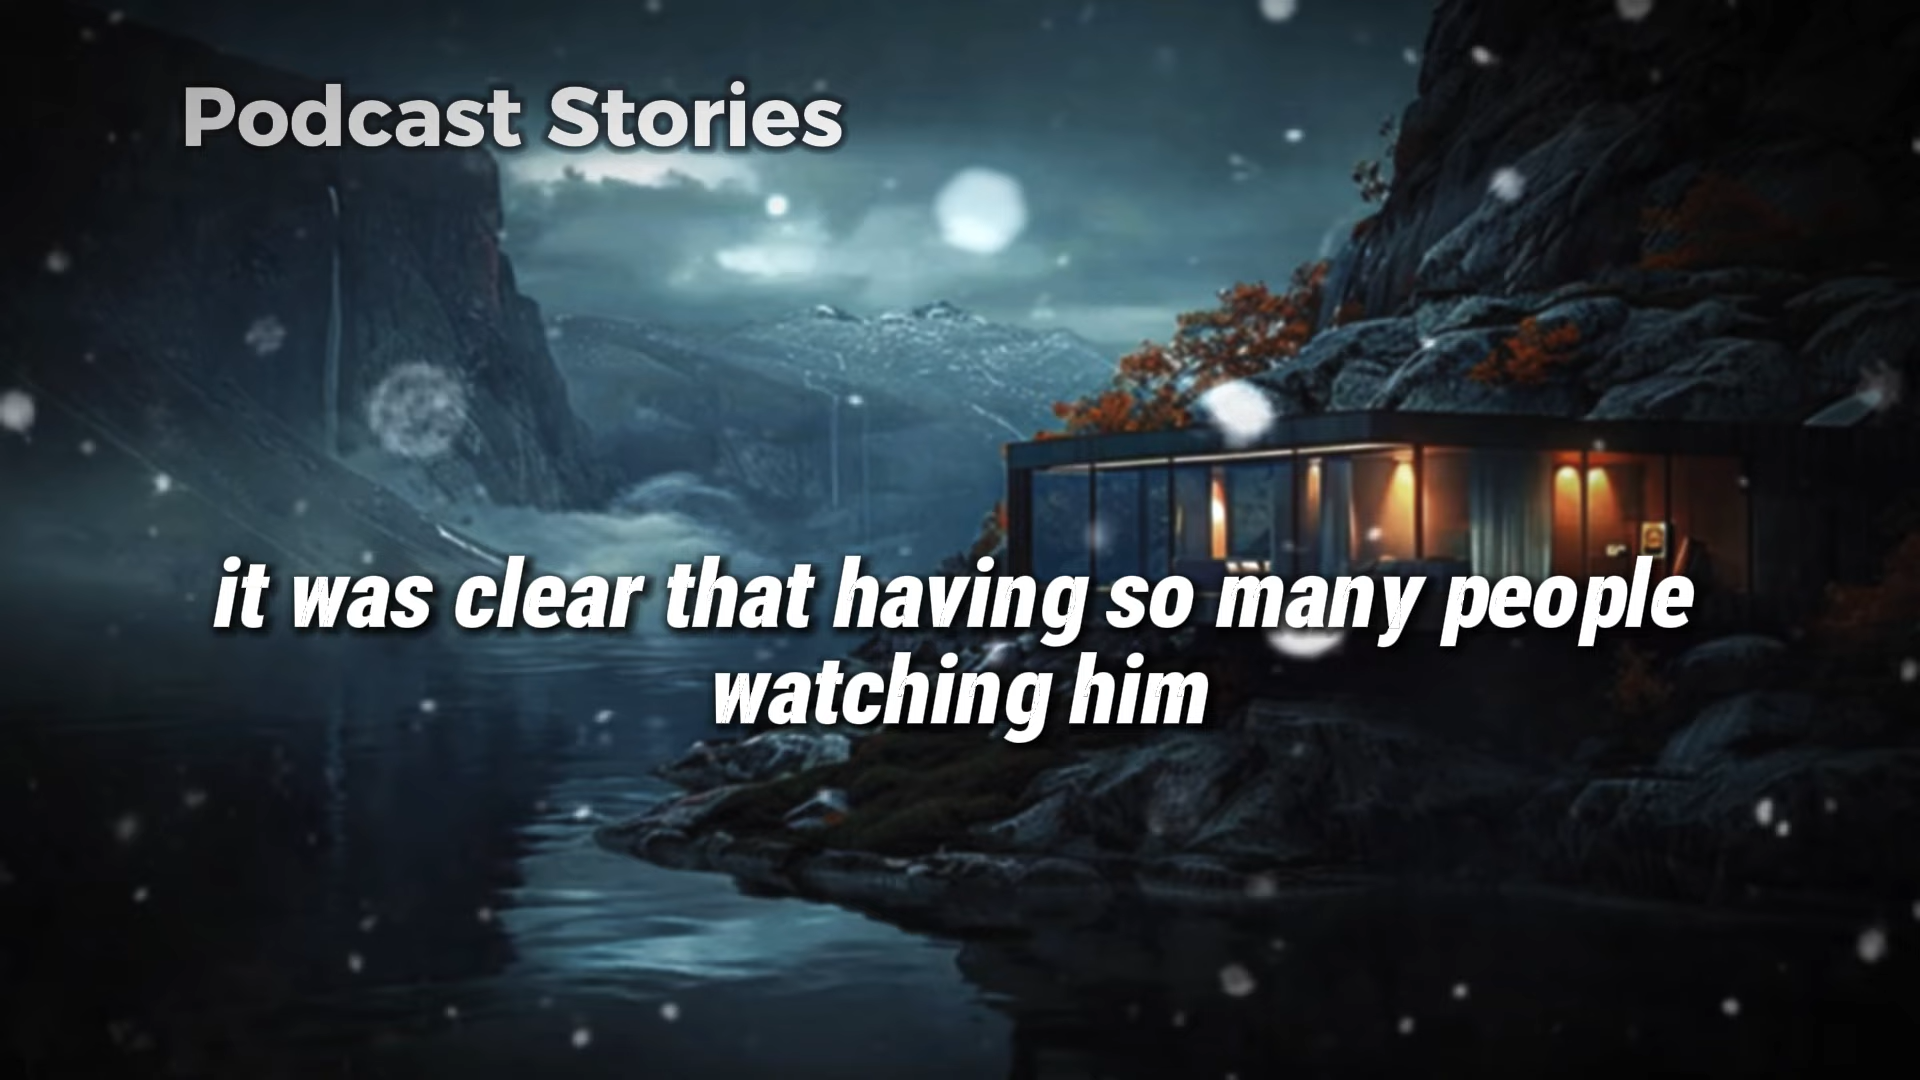 Podcast Stories
it was clear that having so many people
watching him